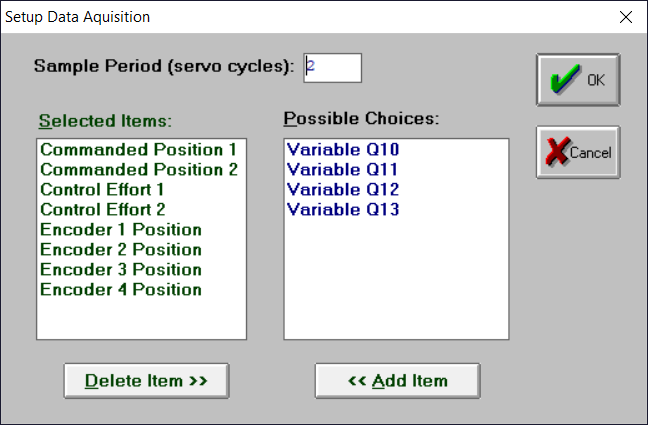 Setup Data Aquisition
Sample Period (servo cycles): 2
OK
Selected Items:
Possible Choices:
Cancel
Commanded Position 1
Commanded Position 2
Control Effort 1
Control Effort 2
Encoder 1 Position
Encoder 2 Position
Encoder 3 Position
Encoder 4 Position
Variable Q10
Variable Q11
Variable Q12
Variable Q13
Delete Item >>
<< Add Item